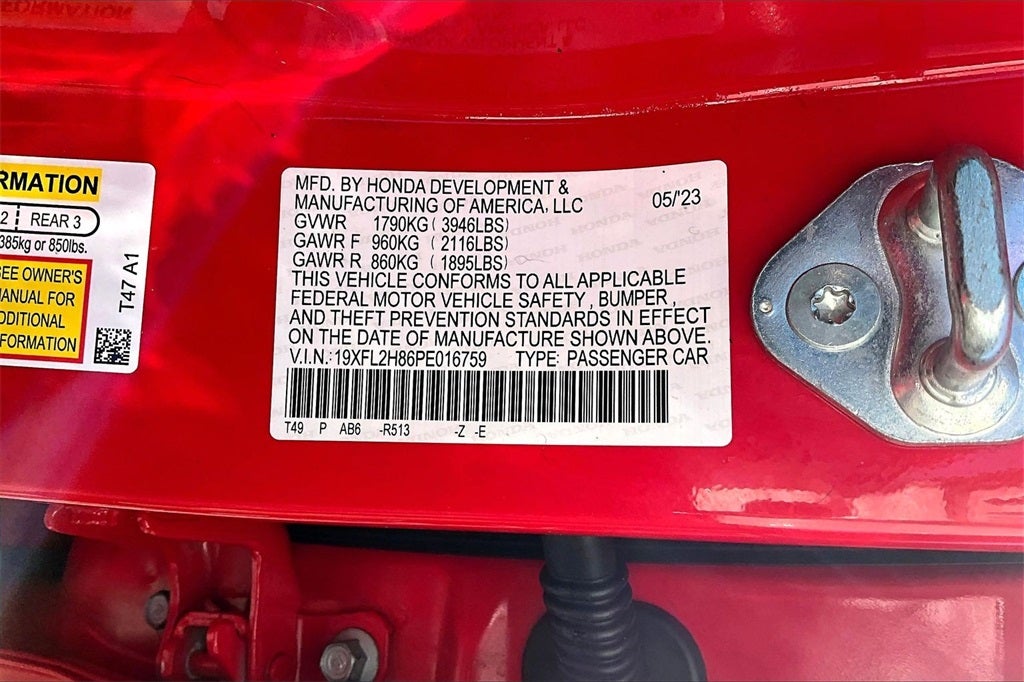 RMATION
2 REAR 3
385kg or 850lbs.
SEE OWNER'S
MANUAL FOR
DDITIONAL
FORMATION
T47 A1
MFD. BY HONDA DEVELOPMENT &
MANUFACTURING OF AMERICA, LLC 05/'23
GVWR 1790KG ( 3946LBS)
GAWR F 960KG ( 2116LBS)
GAWR R 860KG ( 1895LBS)
THIS VEHICLE CONFORMS TO ALL APPLICABLE
FEDERAL MOTOR VEHICLE SAFETY , BUMPER ,
AND THEFT PREVENTION STANDARDS IN EFFECT
ON THE DATE OF MANUFACTURE SHOWN ABOVE.
V.I.N.: 19XFL2H86PE016759 TYPE: PASSENGER CAR
T49 P AB6 -R513 -Z -E